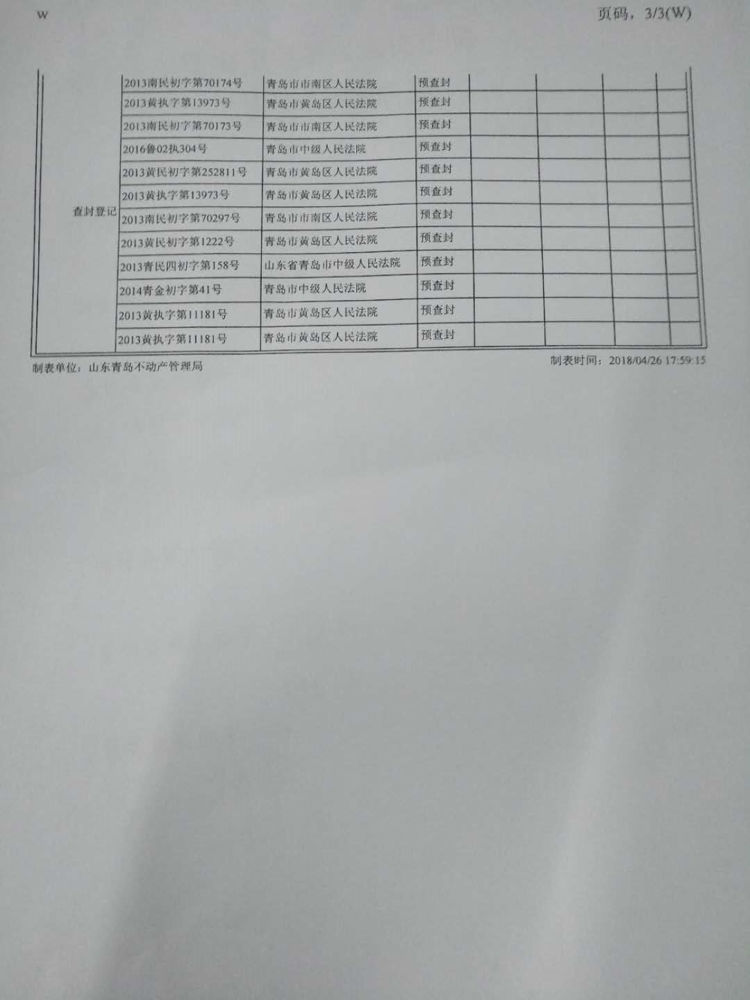 w 页码，3/3(W)
2013南民初字第70174号 青岛市市南区人民法院 预查封
2013黄执字第13973号 青岛市黄岛区人民法院 预查封
2013南民初字第70173号 青岛市市南区人民法院 预查封
2016鲁02执304号 青岛市中级人民法院 预查封
2013黄民初字第252811号 青岛市黄岛区人民法院 预查封
2013黄执字第13973号 青岛市黄岛区人民法院 预查封
查封登记
2013南民初字第70297号 青岛市市南区人民法院 预查封
2013黄民初字第1222号 青岛市黄岛区人民法院 预查封
2013青民四初字第158号 山东省青岛市中级人民法院 预查封
2014青金初字第41号 青岛市中级人民法院 预查封
2013黄执字第11181号 青岛市黄岛区人民法院 预查封
2013黄执字第11181号 青岛市黄岛区人民法院 预查封
制表单位：山东青岛不动产管理局 制表时间：2018/04/26 17:59:15